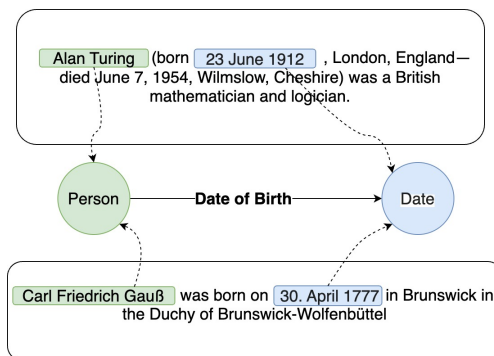 Alan Turing (born 23 June 1912 , London, England—
died June 7, 1954, Wilmslow, Cheshire) was a British
mathematician and logician.
Person Date of Birth Date
Carl Friedrich Gauß was born on 30. April 1777 in Brunswick in
the Duchy of Brunswick-Wolfenbüttel